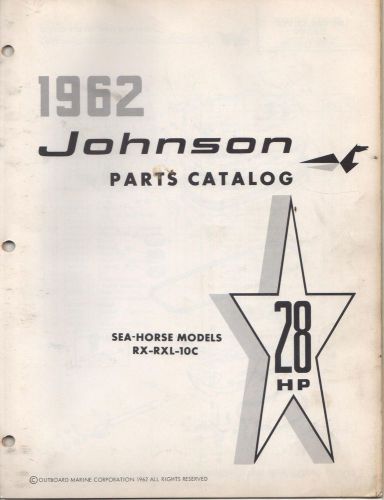 1962
Johnson
PARTS CATALOG
SEA-HORSE MODELS
RX-RXL-10C
28
HP
© OUTBOARD MARINE CORPORATION 1962 ALL RIGHTS RESERVED